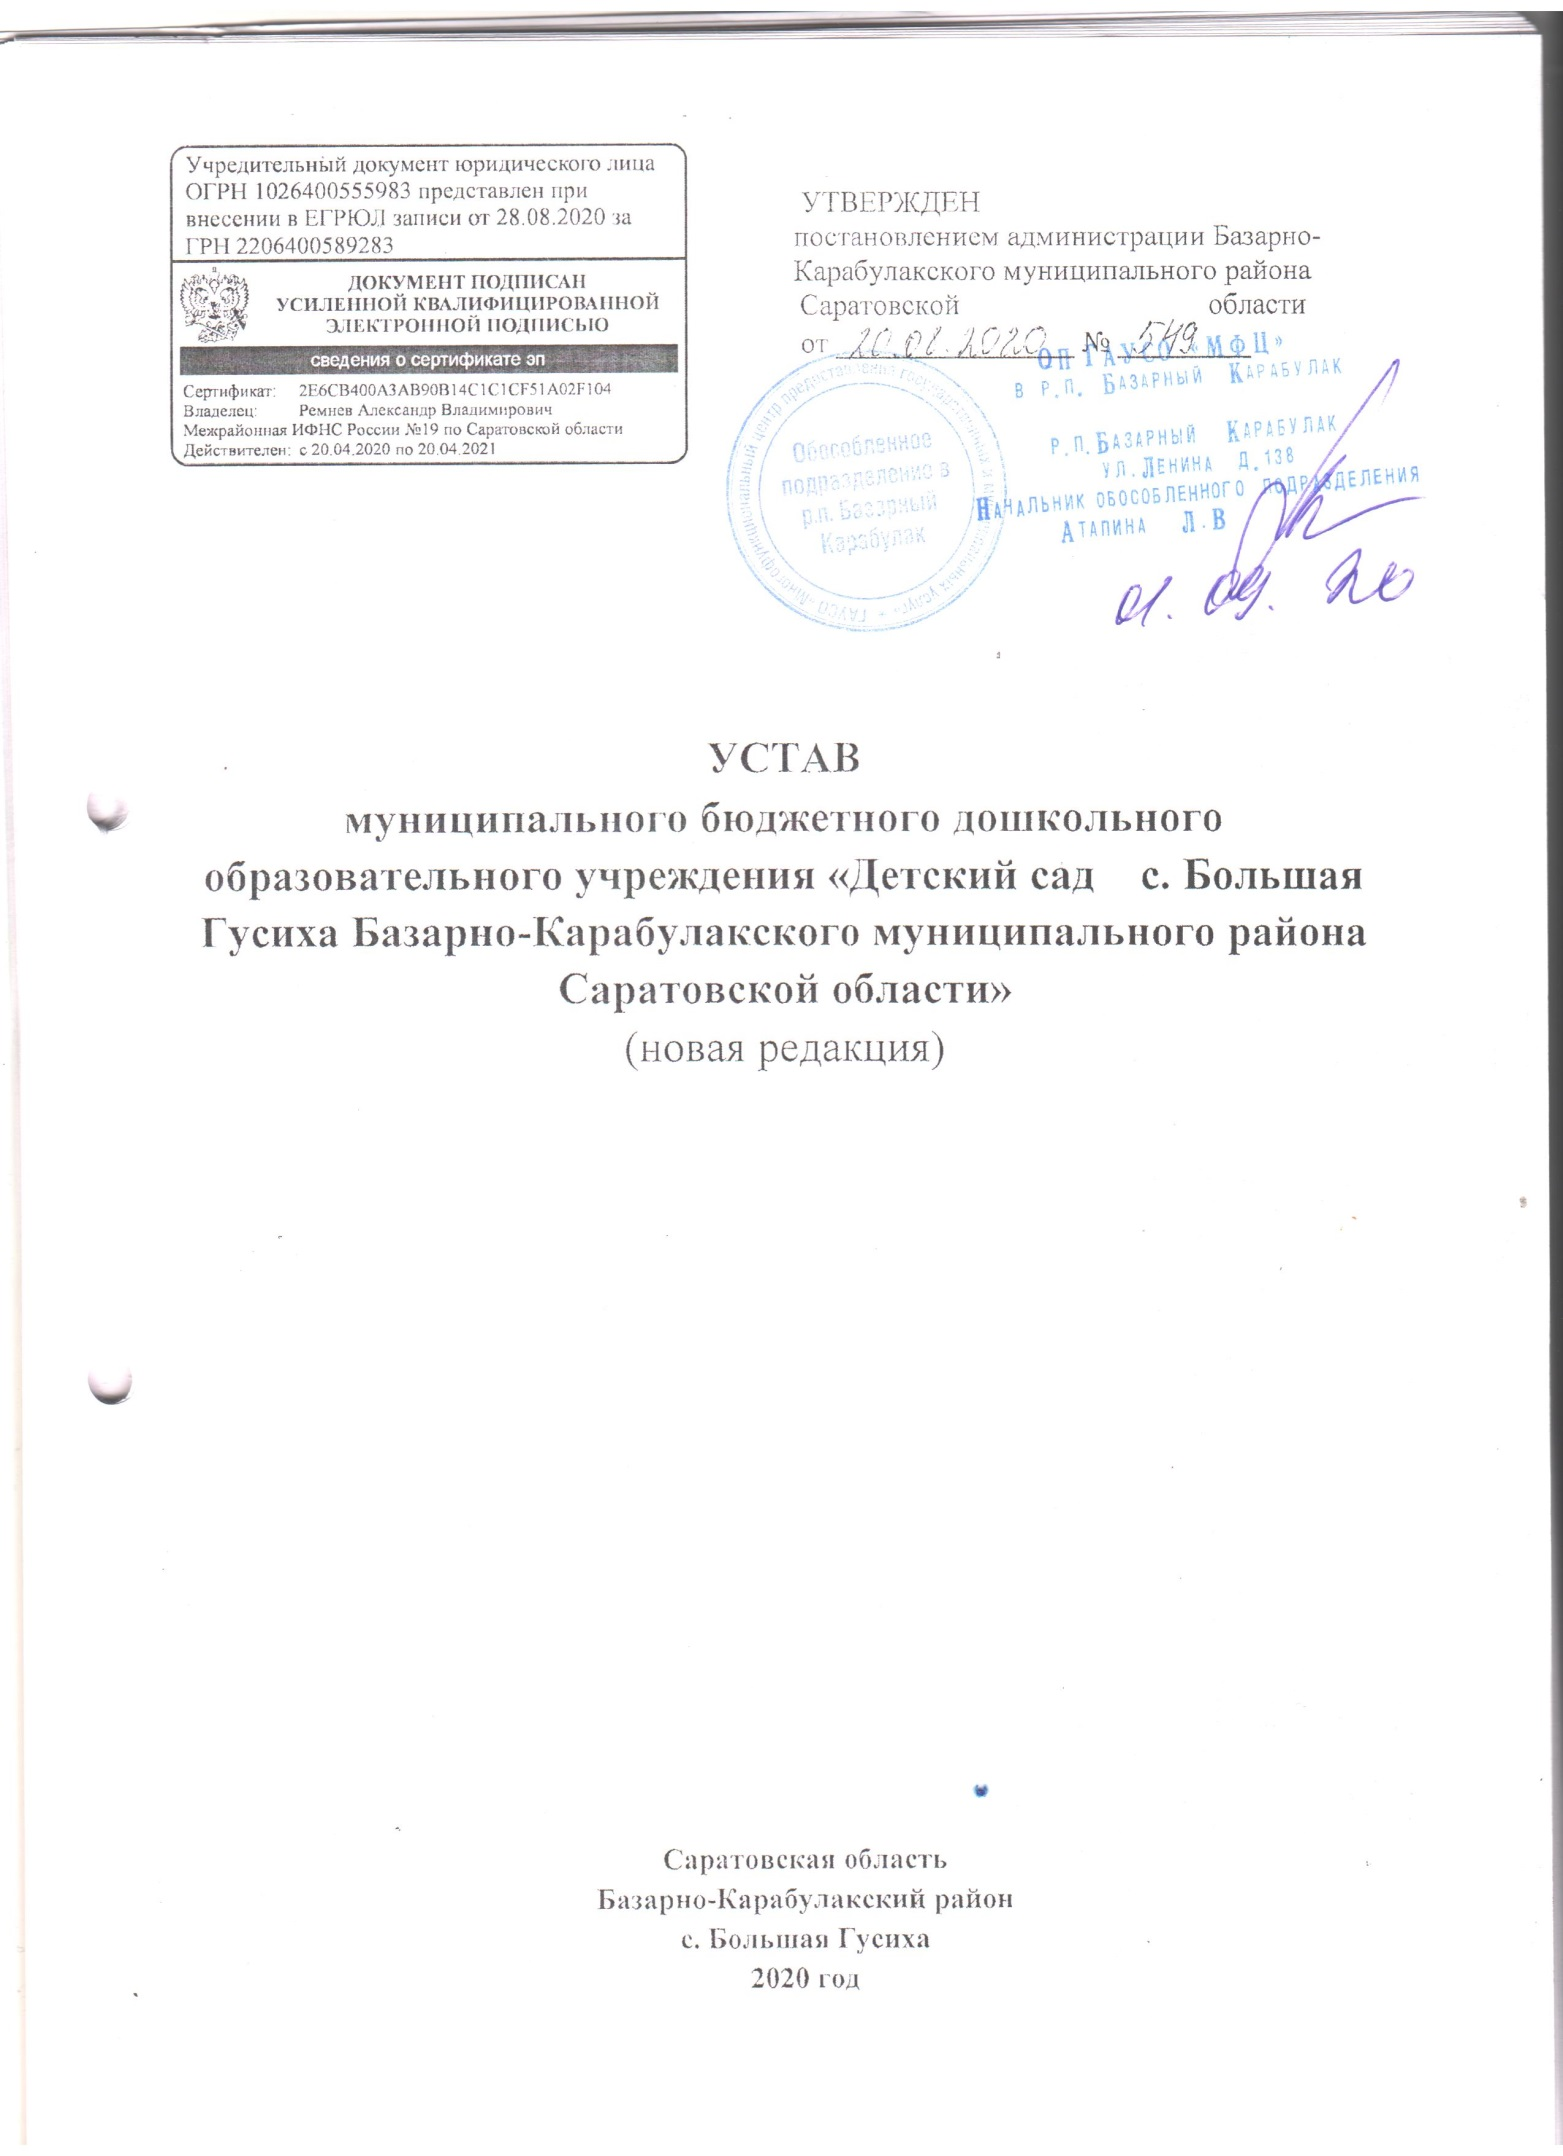 Учредительный документ юридического лица
ОГРН 1026400555983 представлен при
внесении в ЕГРЮЛ записи от 28.08.2020 за
ГРН 2206400589283
ДОКУМЕНТ ПОДПИСАН
УСИЛЕННОЙ КВАЛИФИЦИРОВАННОЙ
ЭЛЕКТРОННОЙ ПОДПИСЬЮ
сведения о сертификате эп
Сертификат: 2E6CB400A3AB90B14C1C1CF51A02F104
Владелец: Ремнев Александр Владимирович
Межрайонная ИФНС России №19 по Саратовской области
Действителен: с 20.04.2020 по 20.04.2021
УТВЕРЖДЕН
постановлением администрации Базарно-
Карабулакского муниципального района
Саратовской области
от 20.08.2020 № 549
ОП ГАУСО «МФЦ»
В Р.П. БАЗАРНЫЙ КАРАБУЛАК
Р.П.БАЗАРНЫЙ КАРАБУЛАК
УЛ.ЛЕНИНА Д.138
НАЧАЛЬНИК ОБОСОБЛЕННОГО ПОДРАЗДЕЛЕНИЯ
АТАПИНА Л.В
01.09.20
Обособленное
подразделение в
р.п. Базарный
Карабулак
УСТАВ
муниципального бюджетного дошкольного
образовательного учреждения «Детский сад с. Большая
Гусиха Базарно-Карабулакского муниципального района
Саратовской области»
(новая редакция)
Саратовская область
Базарно-Карабулакский район
с. Большая Гусиха
2020 год